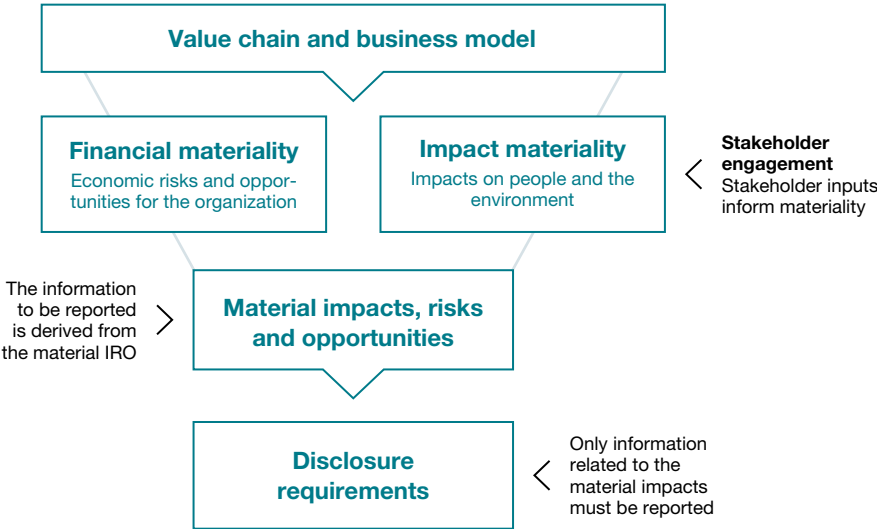 Value chain and business model
Financial materiality
Economic risks and oppor-
tunities for the organization
Impact materiality
Impacts on people and the
environment
Stakeholder
engagement
Stakeholder inputs
inform materiality
The information
to be reported
is derived from
the material IRO
Material impacts, risks
and opportunities
Disclosure
requirements
Only information
related to the
material impacts
must be reported